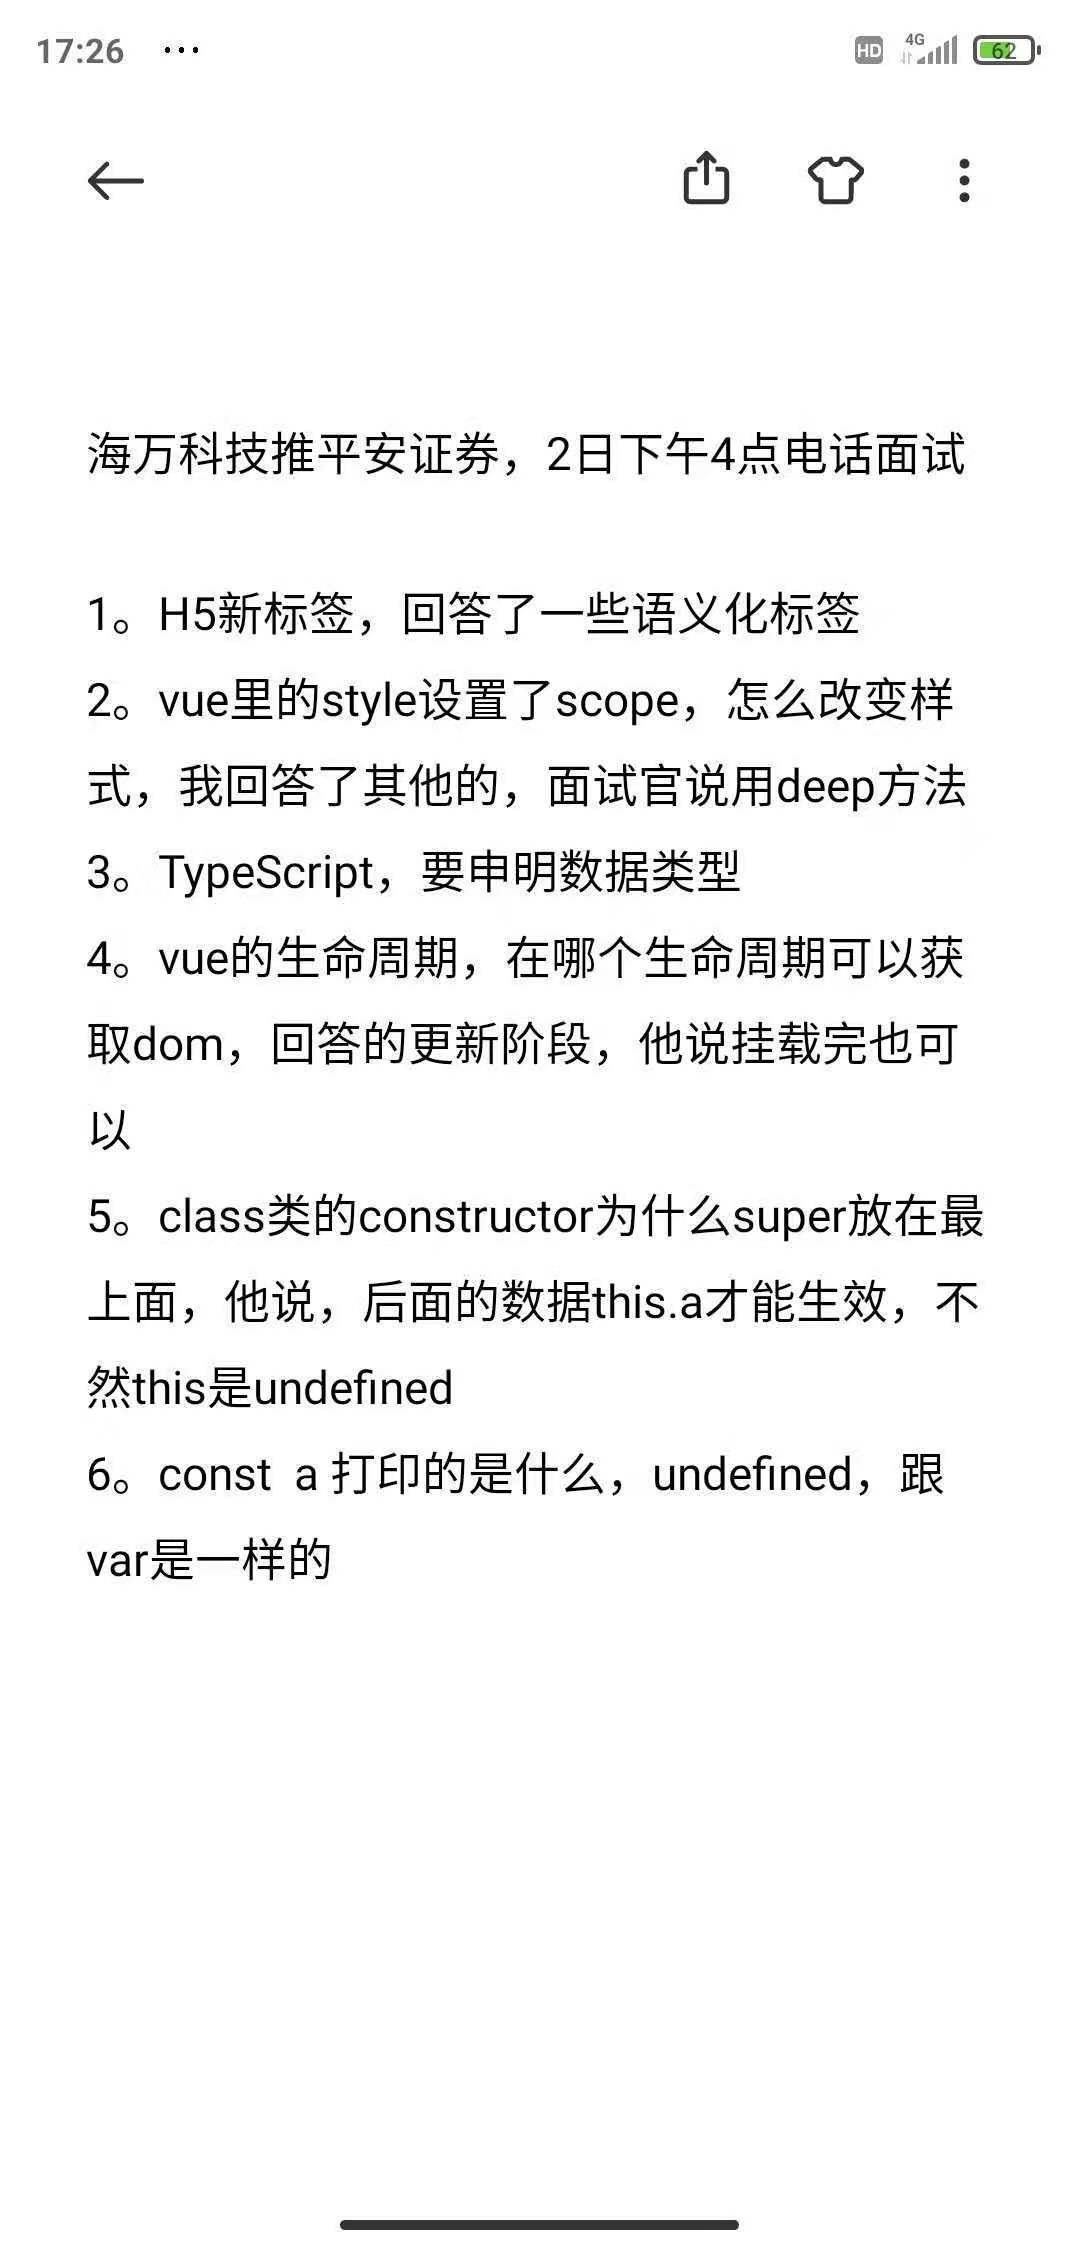 17:26 ...
HD 4G 62
海万科技推平安证券，2日下午4点电话面试
1。H5新标签，回答了一些语义化标签
2。vue里的style设置了scope，怎么改变样
式，我回答了其他的，面试官说用deep方法
3。TypeScript，要申明数据类型
4。vue的生命周期，在哪个生命周期可以获
取dom，回答的更新阶段，他说挂载完也可
以
5。class类的constructor为什么super放在最
上面，他说，后面的数据this.a才能生效，不
然this是undefined
6。const  a 打印的是什么，undefined，跟
var是一样的